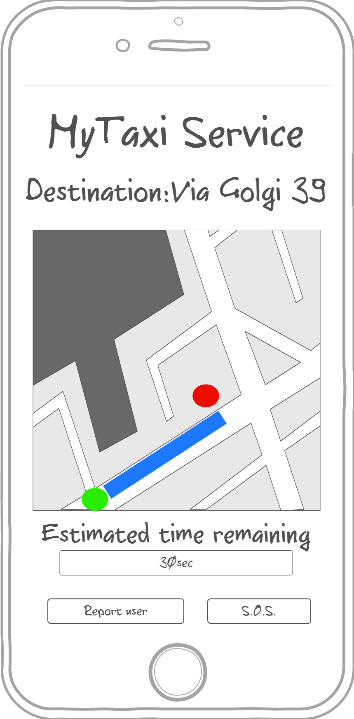 MyTaxi Service
Destination:Via Golgi 39
Estimated time remaining
30sec
Report user
S.O.S.